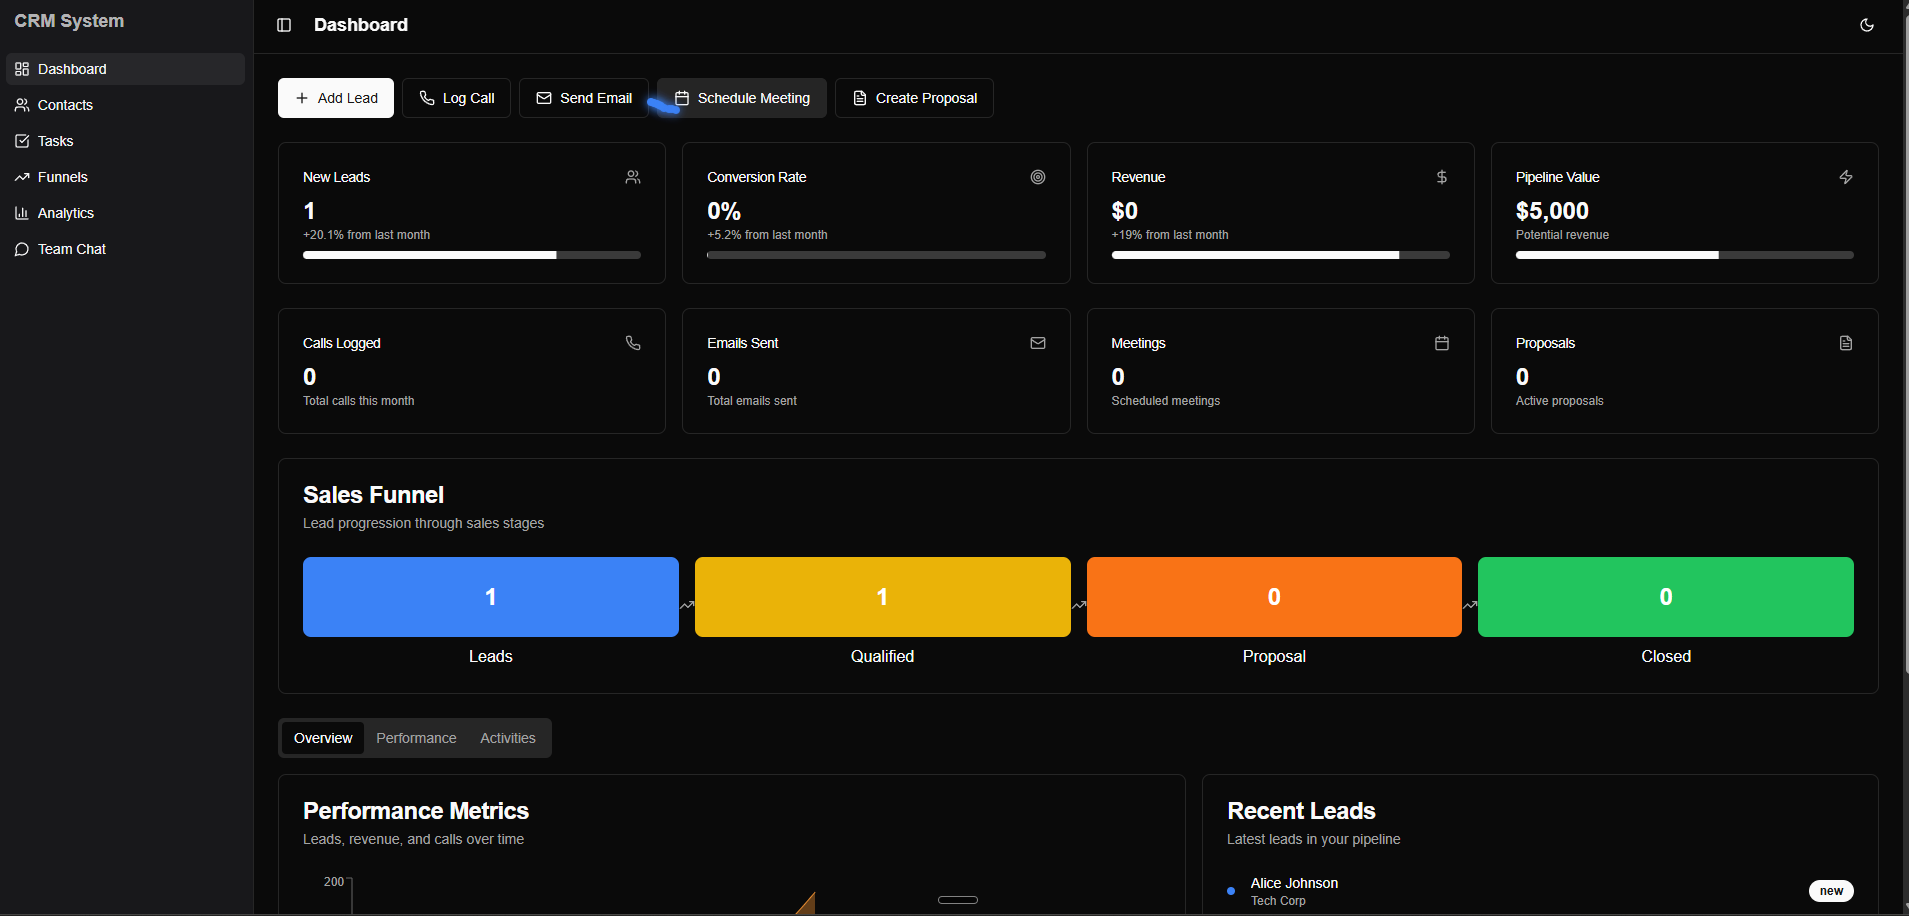 CRM System
Dashboard
Contacts
Tasks
Funnels
Analytics
Team Chat
Dashboard
Add Lead
Log Call
Send Email
Schedule Meeting
Create Proposal
New Leads
1
+20.1% from last month
Conversion Rate
0%
+5.2% from last month
Revenue
$0
+19% from last month
Pipeline Value
$5,000
Potential revenue
Calls Logged
0
Total calls this month
Emails Sent
0
Total emails sent
Meetings
0
Scheduled meetings
Proposals
0
Active proposals
Sales Funnel
Lead progression through sales stages
1
Leads
1
Qualified
0
Proposal
0
Closed
Overview
Performance
Activities
Performance Metrics
Leads, revenue, and calls over time
200
Recent Leads
Latest leads in your pipeline
Alice Johnson
Tech Corp
new